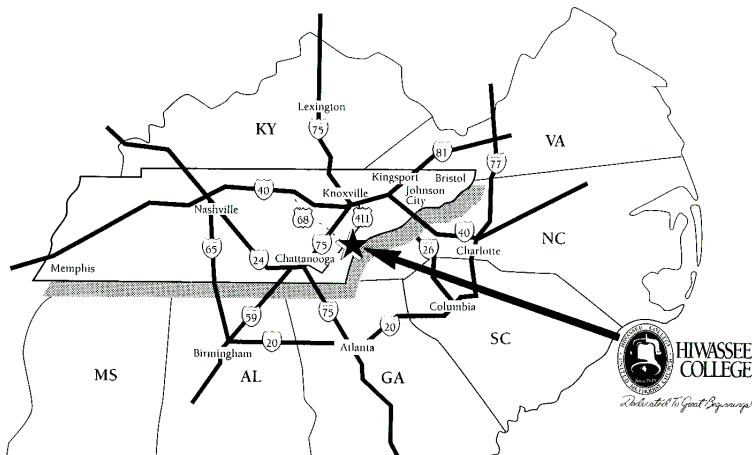 Lexington
KY
75
VA
81
77
Kingsport
Bristol
Johnson
City
40
Knoxville
Nashville
68
411
75
40
NC
65
24
Chattanooga
26
Charlotte
Memphis
59
75
20
Columbia
SC
20
Birmingham
Atlanta
MS
AL
GA
HIWASSEE
COLLEGE
Dedicated To Great Beginnings
HIWASSEE COLLEGE